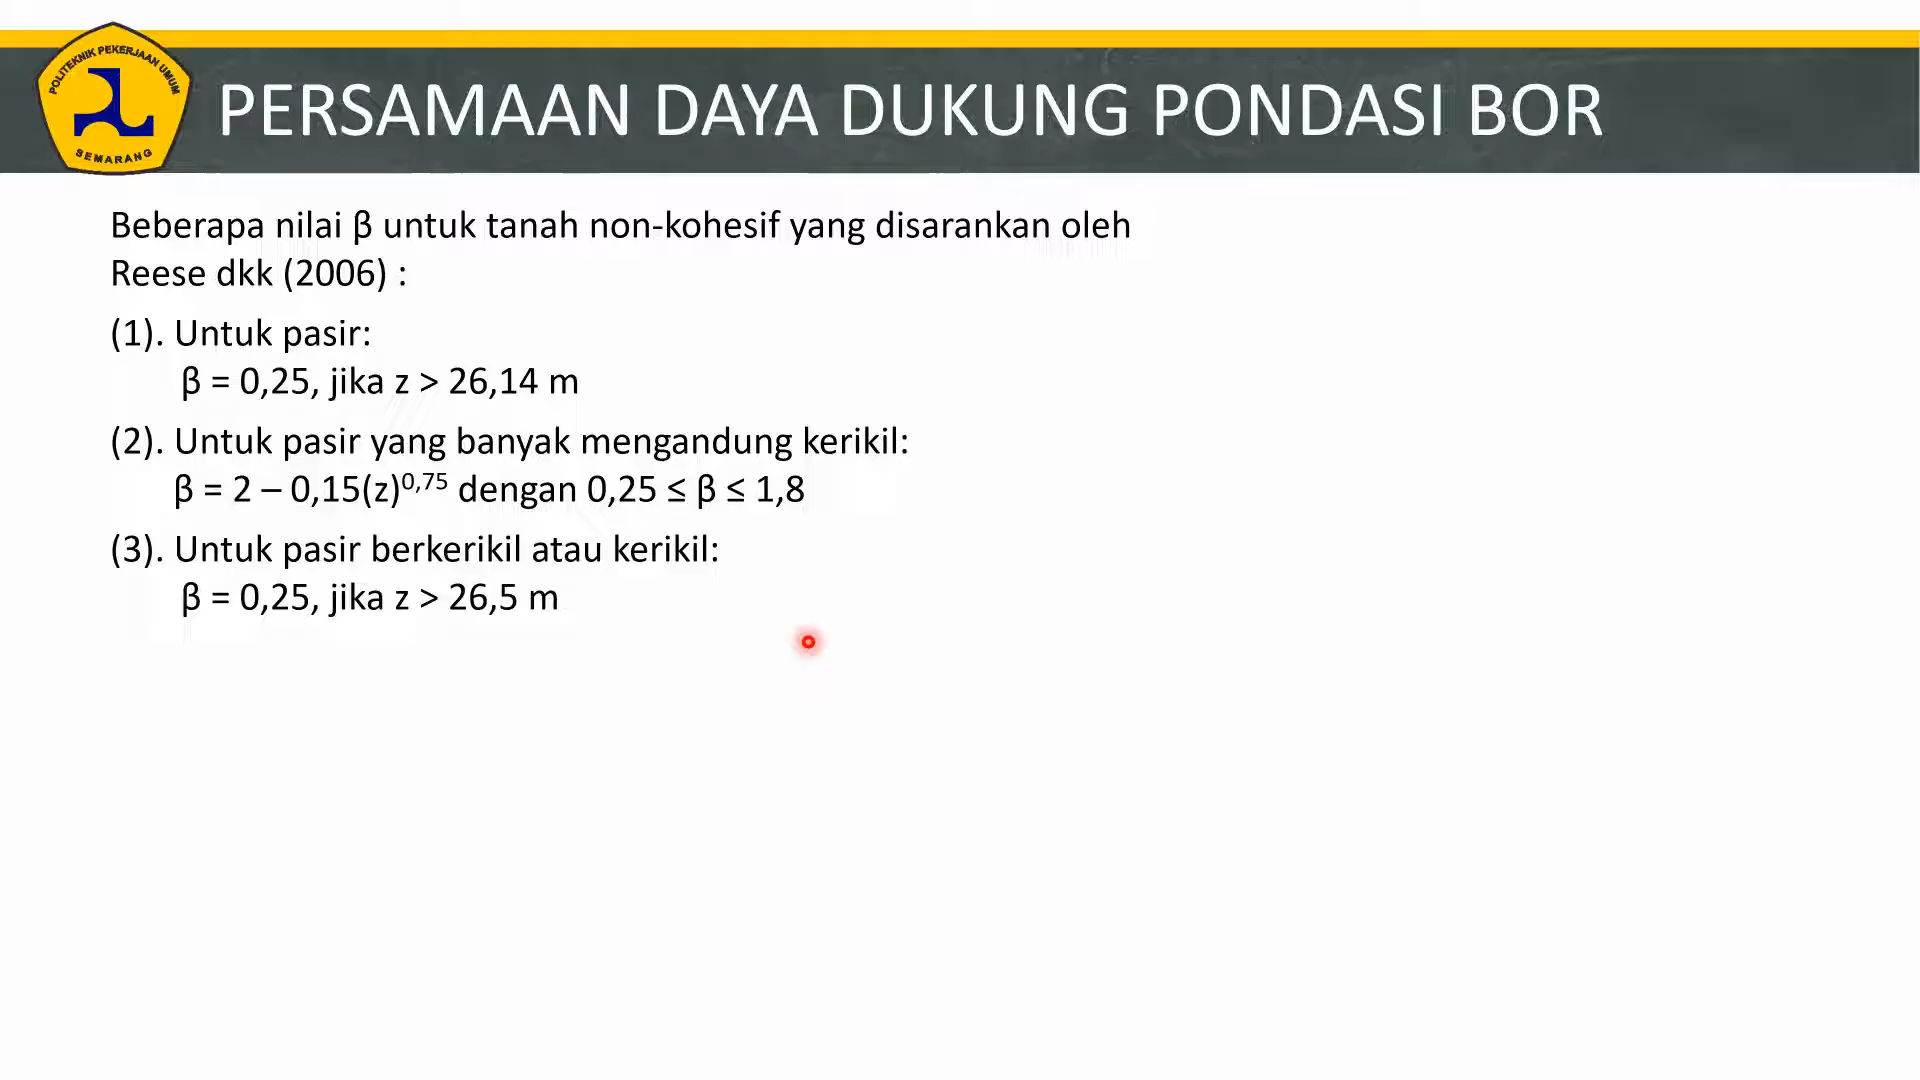 POLITEKNIK PEKERJAAN UMUM
SEMARANG
PERSAMAAN DAYA DUKUNG PONDASI BOR
Beberapa nilai β untuk tanah non-kohesif yang disarankan oleh
Reese dkk (2006) :
(1). Untuk pasir:
β = 0,25, jika z > 26,14 m
(2). Untuk pasir yang banyak mengandung kerikil:
β = 2 – 0,15(z)⁰,⁷⁵ dengan 0,25 ≤ β ≤ 1,8
(3). Untuk pasir berkerikil atau kerikil:
β = 0,25, jika z > 26,5 m